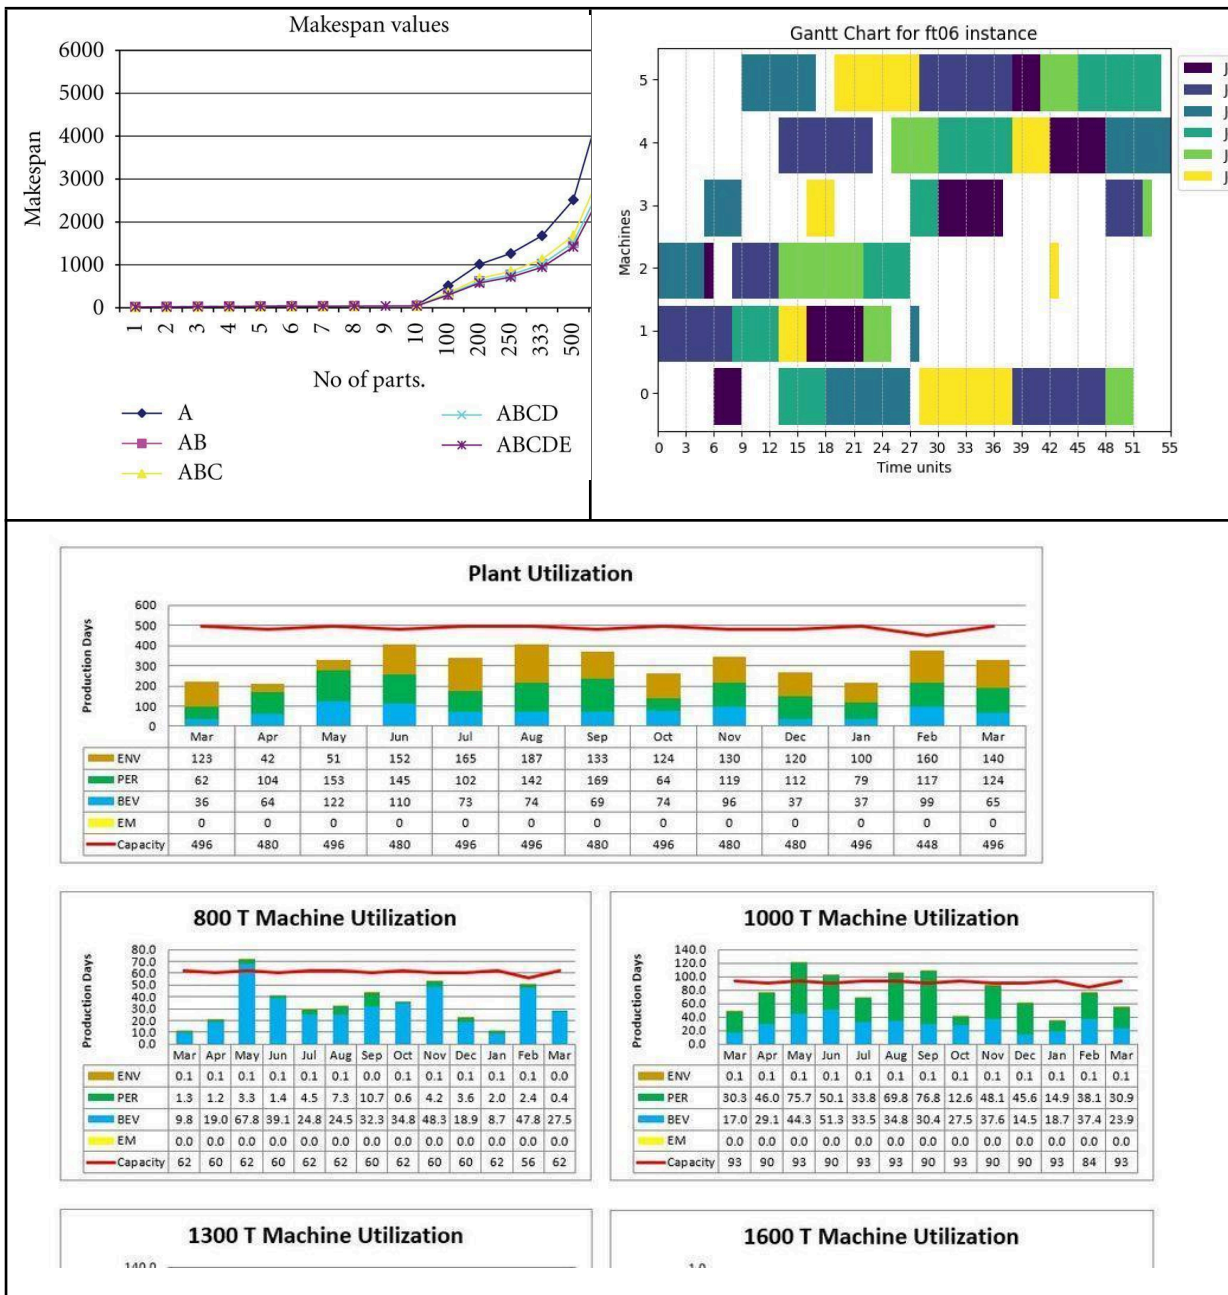 Makespan values
6000
5000
4000
3000
2000
1000
0
Makespan
1 2 3 4 5 6 7 8 9 10 100 200 250 333 500
No of parts.
A
AB
ABC
ABCD
ABCDE
Gantt Chart for ft06 instance
5
4
3
2
1
0
Machines
0 3 6 9 12 15 18 21 24 27 30 33 36 39 42 45 48 51 55
Time units
J
J
J
J
J
J
Plant Utilization
Production Days
600
500
400
300
200
100
0
Mar Apr May Jun Jul Aug Sep Oct Nov Dec Jan Feb Mar
ENV 123 42 51 152 165 187 133 124 130 120 100 160 140
PER 62 104 153 145 102 142 169 64 119 112 79 117 124
BEV 36 64 122 110 73 74 69 74 96 37 37 99 65
EM 0 0 0 0 0 0 0 0 0 0 0 0 0
Capacity 496 480 496 480 496 496 480 496 480 480 496 448 496
800 T Machine Utilization
Production Days
80.0
70.0
60.0
50.0
40.0
30.0
20.0
10.0
0.0
Mar Apr May Jun Jul Aug Sep Oct Nov Dec Jan Feb Mar
ENV 0.1 0.1 0.1 0.1 0.1 0.1 0.0 0.1 0.1 0.1 0.1 0.1 0.0
PER 1.3 1.2 3.3 1.4 4.5 7.3 10.7 0.6 4.2 3.6 2.0 2.4 0.4
BEV 9.8 19.0 67.8 39.1 24.8 24.5 32.3 34.8 48.3 18.9 8.7 47.8 27.5
EM 0.0 0.0 0.0 0.0 0.0 0.0 0.0 0.0 0.0 0.0 0.0 0.0 0.0
Capacity 62 60 62 60 62 62 60 62 60 60 62 56 62
1000 T Machine Utilization
Production Days
140.0
120.0
100.0
80.0
60.0
40.0
20.0
0.0
Mar Apr May Jun Jul Aug Sep Oct Nov Dec Jan Feb Mar
ENV 0.1 0.1 0.1 0.1 0.1 0.1 0.1 0.1 0.1 0.1 0.1 0.1 0.1
PER 30.3 46.0 75.7 50.1 33.8 69.8 76.8 12.6 48.1 45.6 14.9 38.1 30.9
BEV 17.0 29.1 44.3 51.3 33.5 34.8 30.4 27.5 37.6 14.5 18.7 37.4 23.9
EM 0.0 0.0 0.0 0.0 0.0 0.0 0.0 0.0 0.0 0.0 0.0 0.0 0.0
Capacity 93 90 93 90 93 93 90 93 90 90 93 84 93
1300 T Machine Utilization
140.0
1600 T Machine Utilization
1.0